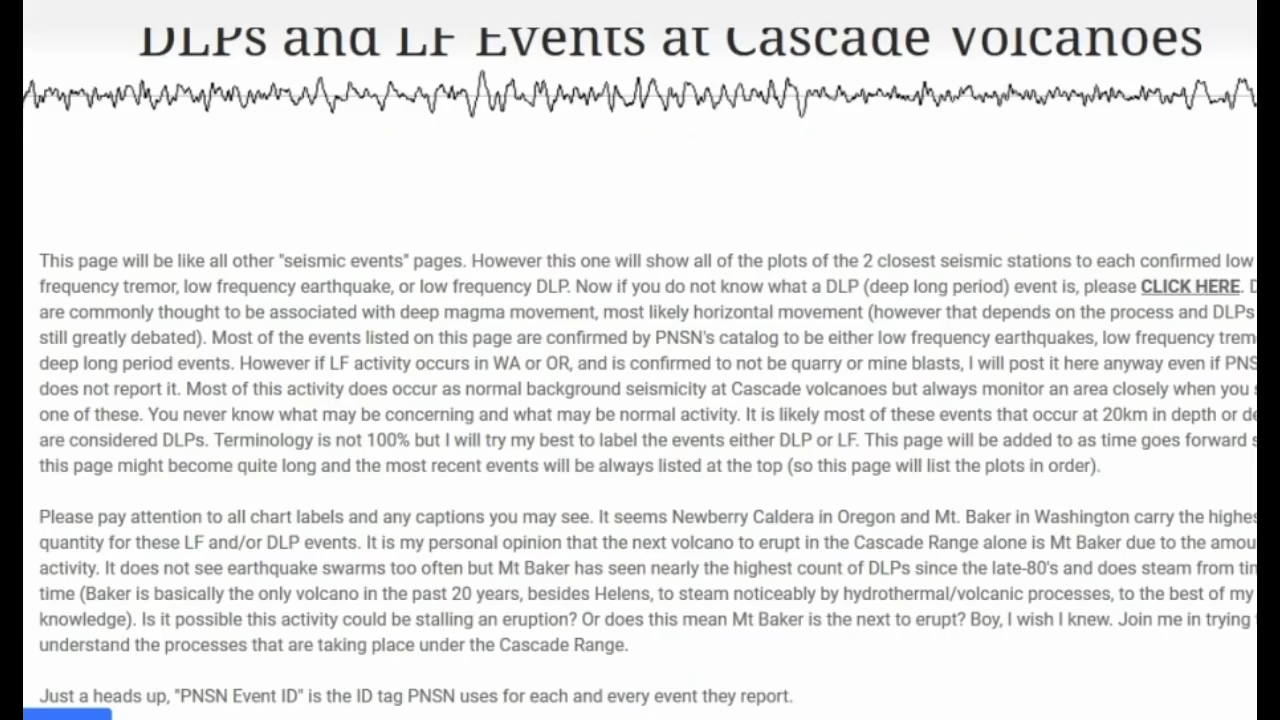 DLPs and LF Events at Cascade Volcanoes
This page will be like all other "seismic events" pages. However this one will show all of the plots of the 2 closest seismic stations to each confirmed low
frequency tremor, low frequency earthquake, or low frequency DLP. Now if you do not know what a DLP (deep long period) event is, please CLICK HERE.
are commonly thought to be associated with deep magma movement, most likely horizontal movement (however that depends on the process and DLPs
still greatly debated). Most of the events listed on this page are confirmed by PNSN's catalog to be either low frequency earthquakes, low frequency
deep long period events. However if LF activity occurs in WA or OR, and is confirmed to not be quarry or mine blasts, I will post it here anyway even if
does not report it. Most of this activity does occur as normal background seismicity at Cascade volcanoes but always monitor an area closely when you
one of these. You never know what may be concerning and what may be normal activity. It is likely most of these events that occur at 20km in depth or
are considered DLPs. Terminology is not 100% but I will try my best to label the events either DLP or LF. This page will be added to as time goes forward
this page might become quite long and the most recent events will be always listed at the top (so this page will list the plots in order).
Please pay attention to all chart labels and any captions you may see. It seems Newberry Caldera in Oregon and Mt. Baker in Washington carry the
quantity for these LF and/or DLP events. It is my personal opinion that the next volcano to erupt in the Cascade Range alone is Mt Baker due to the
activity. It does not see earthquake swarms too often but Mt Baker has seen nearly the highest count of DLPs since the late-80's and does steam from
time (Baker is basically the only volcano in the past 20 years, besides Helens, to steam noticeably by hydrothermal/volcanic processes, to the best of my
knowledge). Is it possible this activity could be stalling an eruption? Or does this mean Mt Baker is the next to erupt? Boy, I wish I knew. Join me in trying
understand the processes that are taking place under the Cascade Range.
Just a heads up, "PNSN Event ID" is the ID tag PNSN uses for each and every event they report.